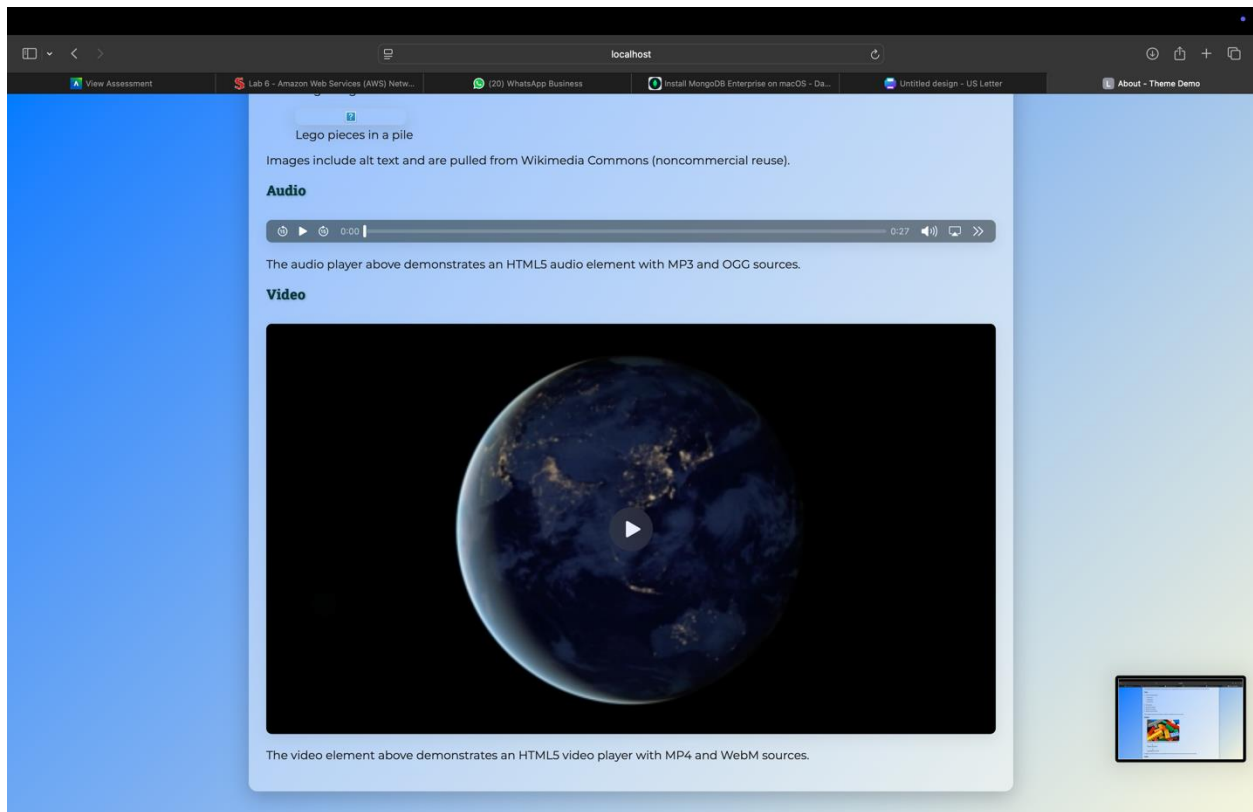 localhost
View Assessment
Lab 6 - Amazon Web Services (AWS) Netw...
(20) WhatsApp Business
Install MongoDB Enterprise on macOS - Da...
Untitled design - US Letter
L About - Theme Demo
Lego pieces in a pile
Images include alt text and are pulled from Wikimedia Commons (noncommercial reuse).
Audio
0:00
0:27
The audio player above demonstrates an HTML5 audio element with MP3 and OGG sources.
Video
The video element above demonstrates an HTML5 video player with MP4 and WebM sources.